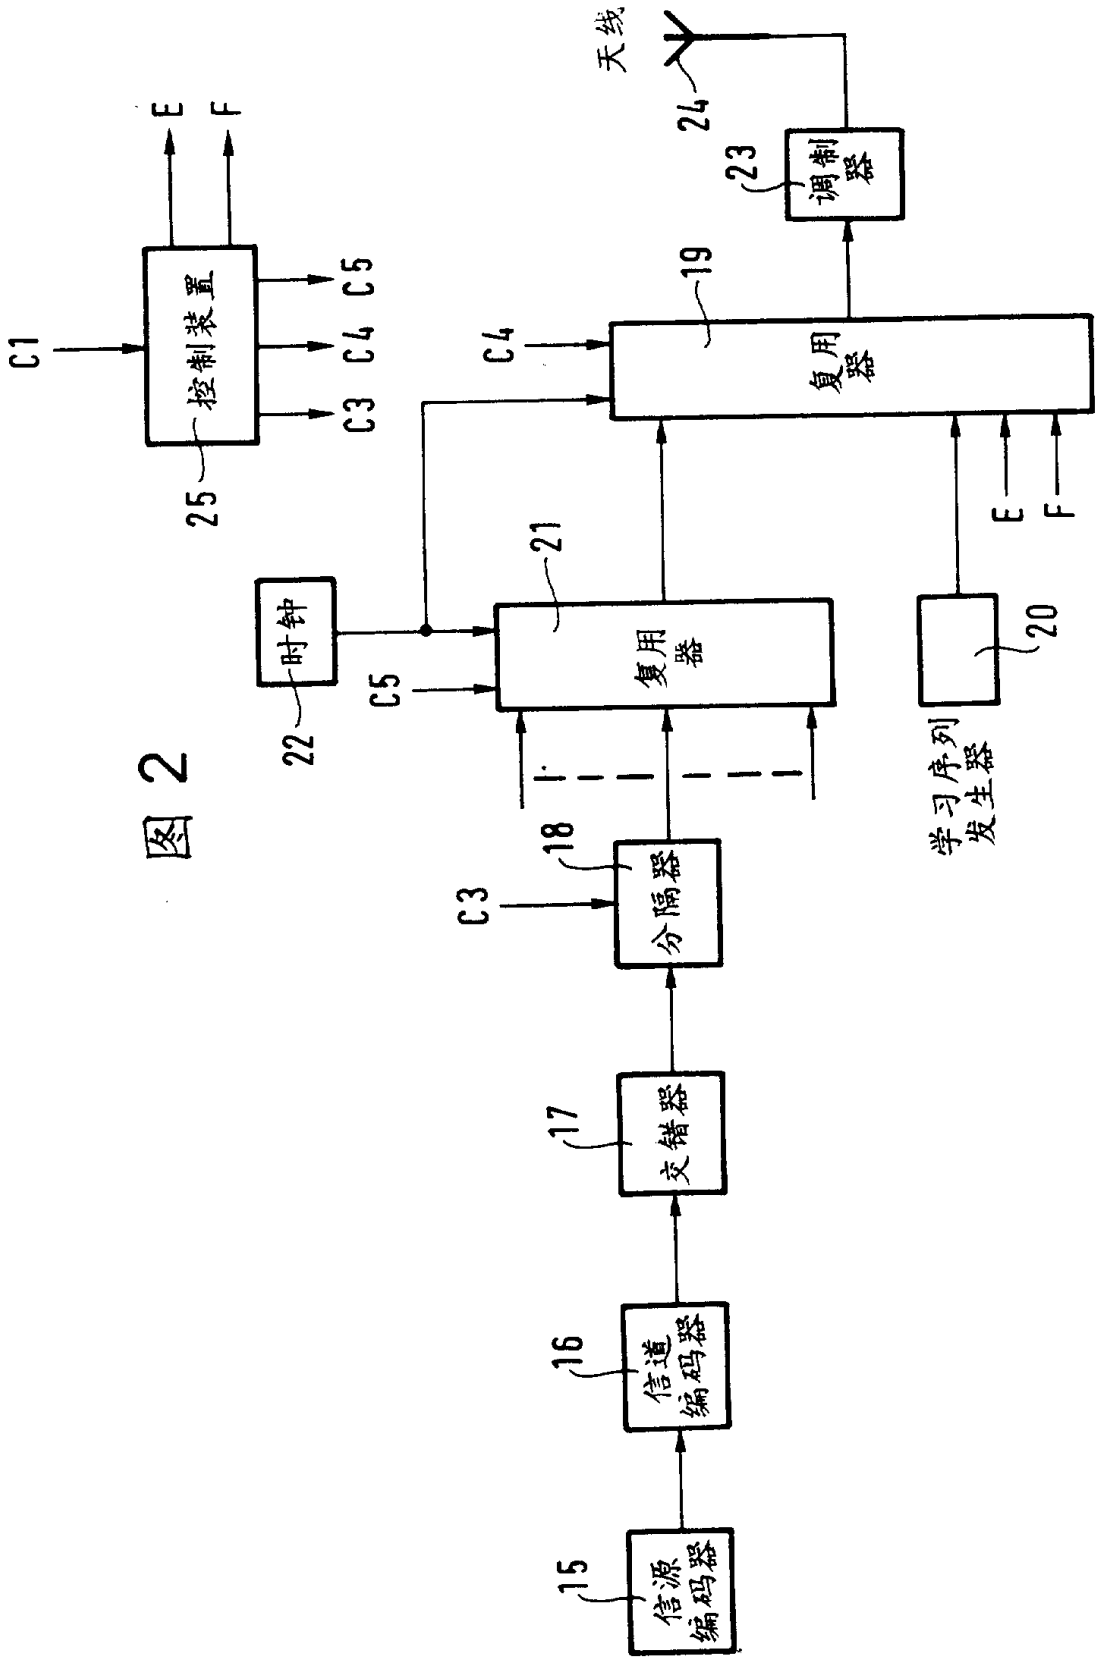 图 2
C1
25
控制装置
E
F
C3
C4
C5
22
时钟
C5
21
复用器
C4
19
复用器
E
F
20
学习序列
发生器
23
调制器
24
天线
15
信源
编码器
16
信道
编码器
17
交错器
C3
18
分隔器